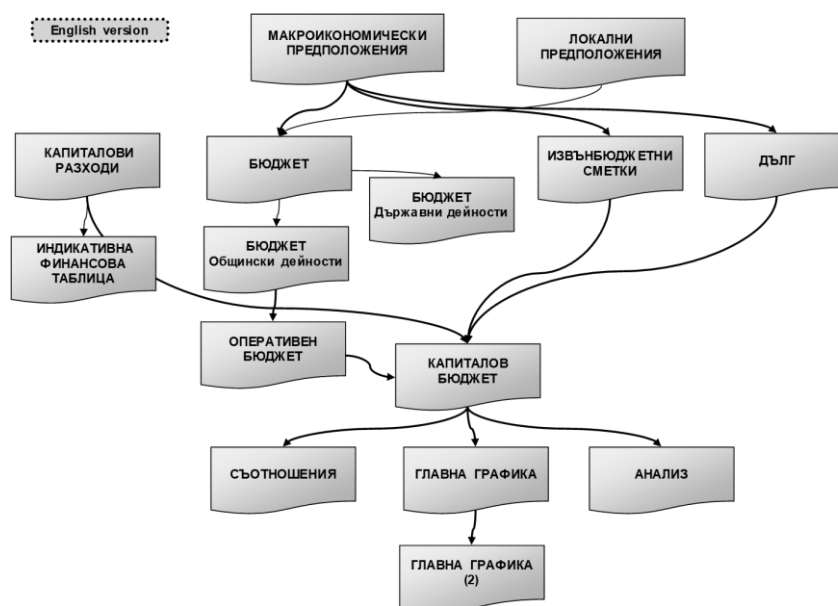 English version
МАКРОИКОНОМИЧЕСКИ
ПРЕДПОЛОЖЕНИЯ
ЛОКАЛНИ
ПРЕДПОЛОЖЕНИЯ
КАПИТАЛОВИ
РАЗХОДИ
БЮДЖЕТ
ИЗВЪНБЮДЖЕТНИ
СМЕТКИ
ДЪЛГ
БЮДЖЕТ
Държавни дейности
ИНДИКАТИВНА
ФИНАНСОВА
ТАБЛИЦА
БЮДЖЕТ
Общински дейности
ОПЕРАТИВЕН
БЮДЖЕТ
КАПИТАЛОВ
БЮДЖЕТ
СЪОТНОШЕНИЯ
ГЛАВНА ГРАФИКА
АНАЛИЗ
ГЛАВНА ГРАФИКА
(2)